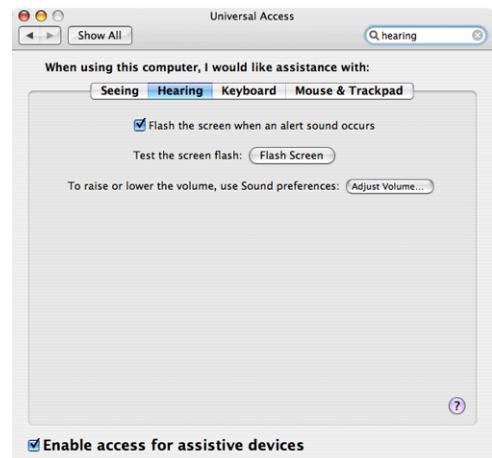 Universal Access
Show All
hearing
When using this computer, I would like assistance with:
Seeing Hearing Keyboard Mouse & Trackpad
Flash the screen when an alert sound occurs
Test the screen flash: Flash Screen
To raise or lower the volume, use Sound preferences: Adjust Volume...
?
Enable access for assistive devices